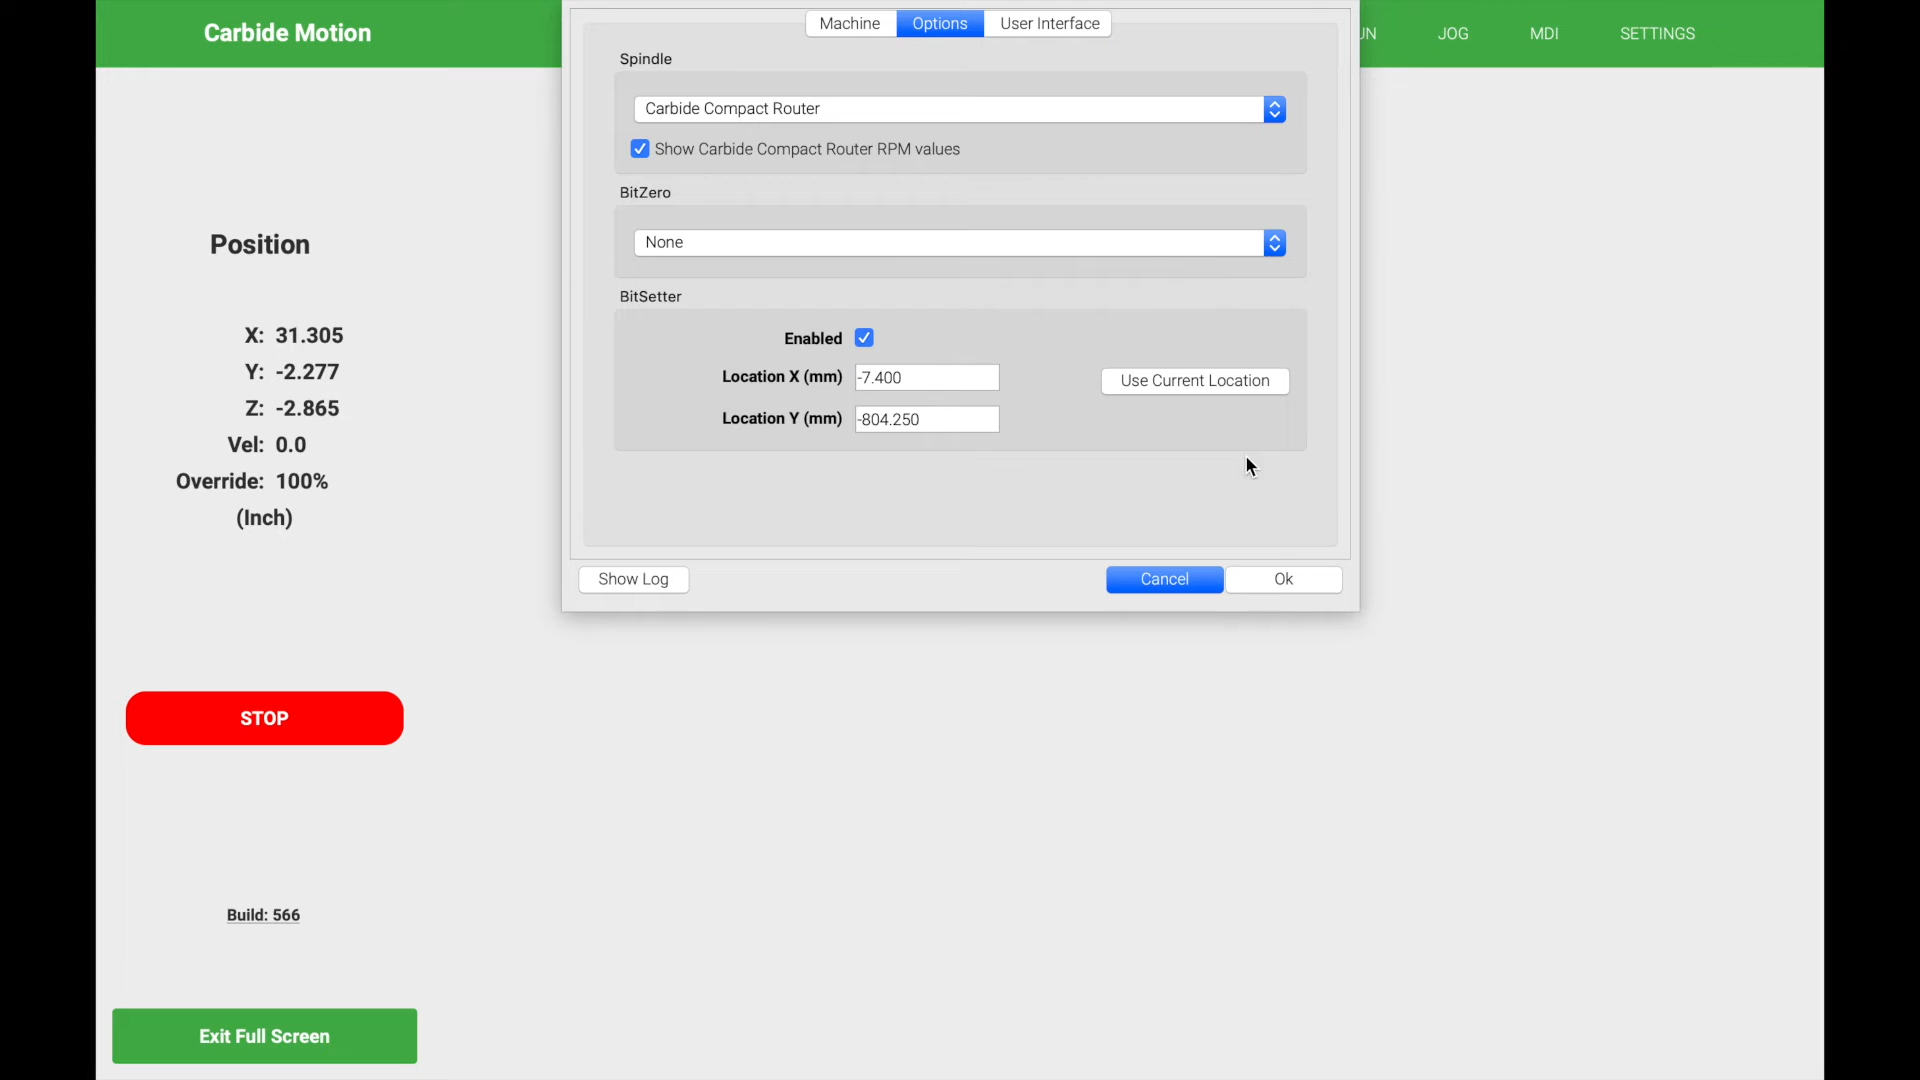 Carbide Motion
Machine
Options
User Interface
JOG
MDI
SETTINGS
Spindle
Carbide Compact Router
Show Carbide Compact Router RPM values
BitZero
None
BitSetter
Enabled
Location X (mm)
-7.400
Use Current Location
Location Y (mm)
-804.250
Show Log
Cancel
Ok
Position
X: 31.305
Y: -2.277
Z: -2.865
Vel: 0.0
Override: 100%
(Inch)
STOP
Build: 566
Exit Full Screen